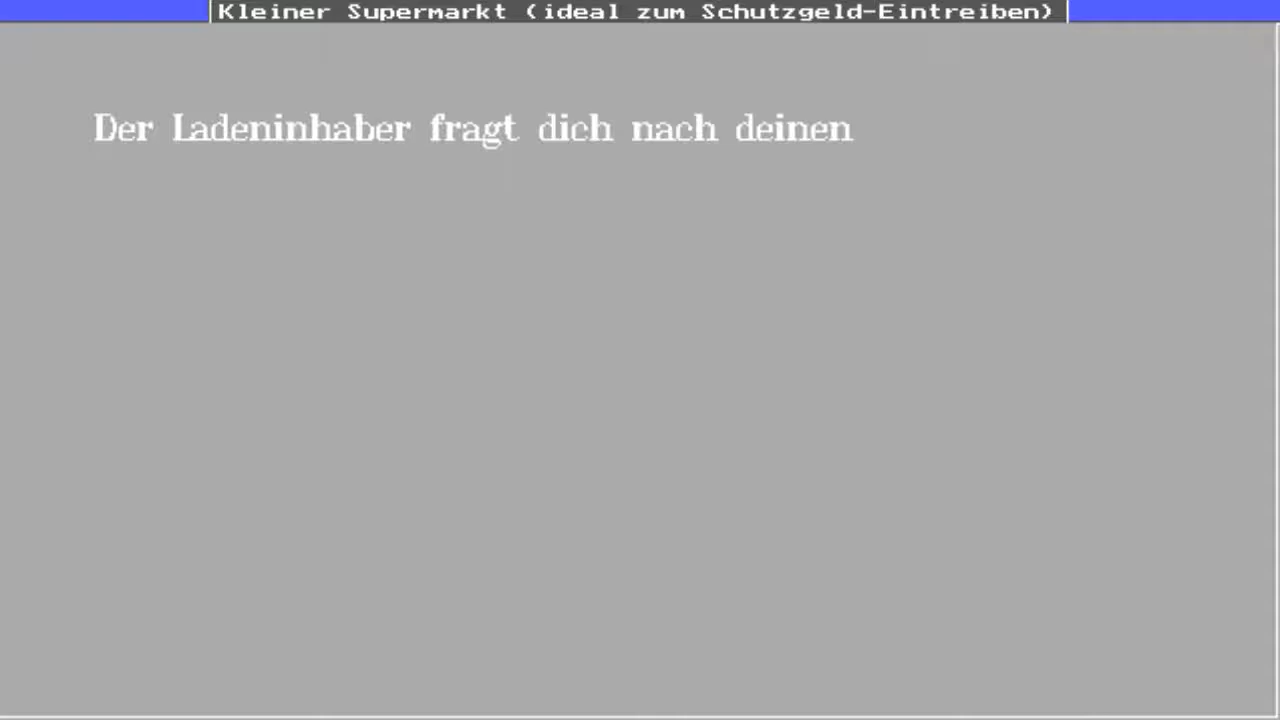 Kleiner Supermarkt (ideal zum Schutzgeld-Eintreiben)
Der Ladeninhaber fragt dich nach deinen